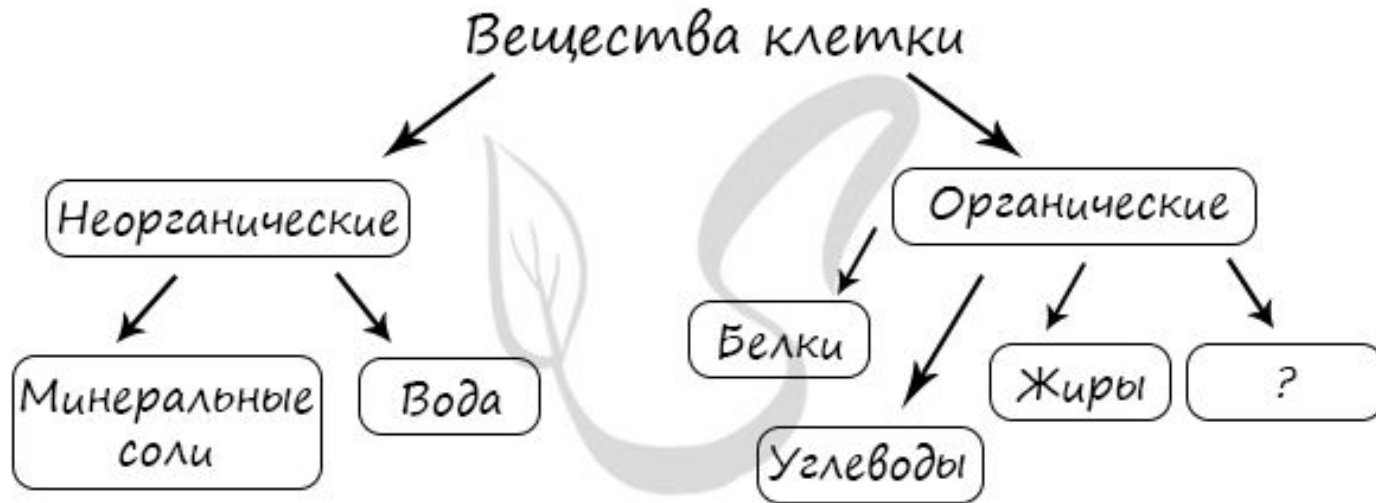 Вещества клетки
Неорганические
Органические
Минеральные
соли
Вода
Белки
Углеводы
Жиры
?